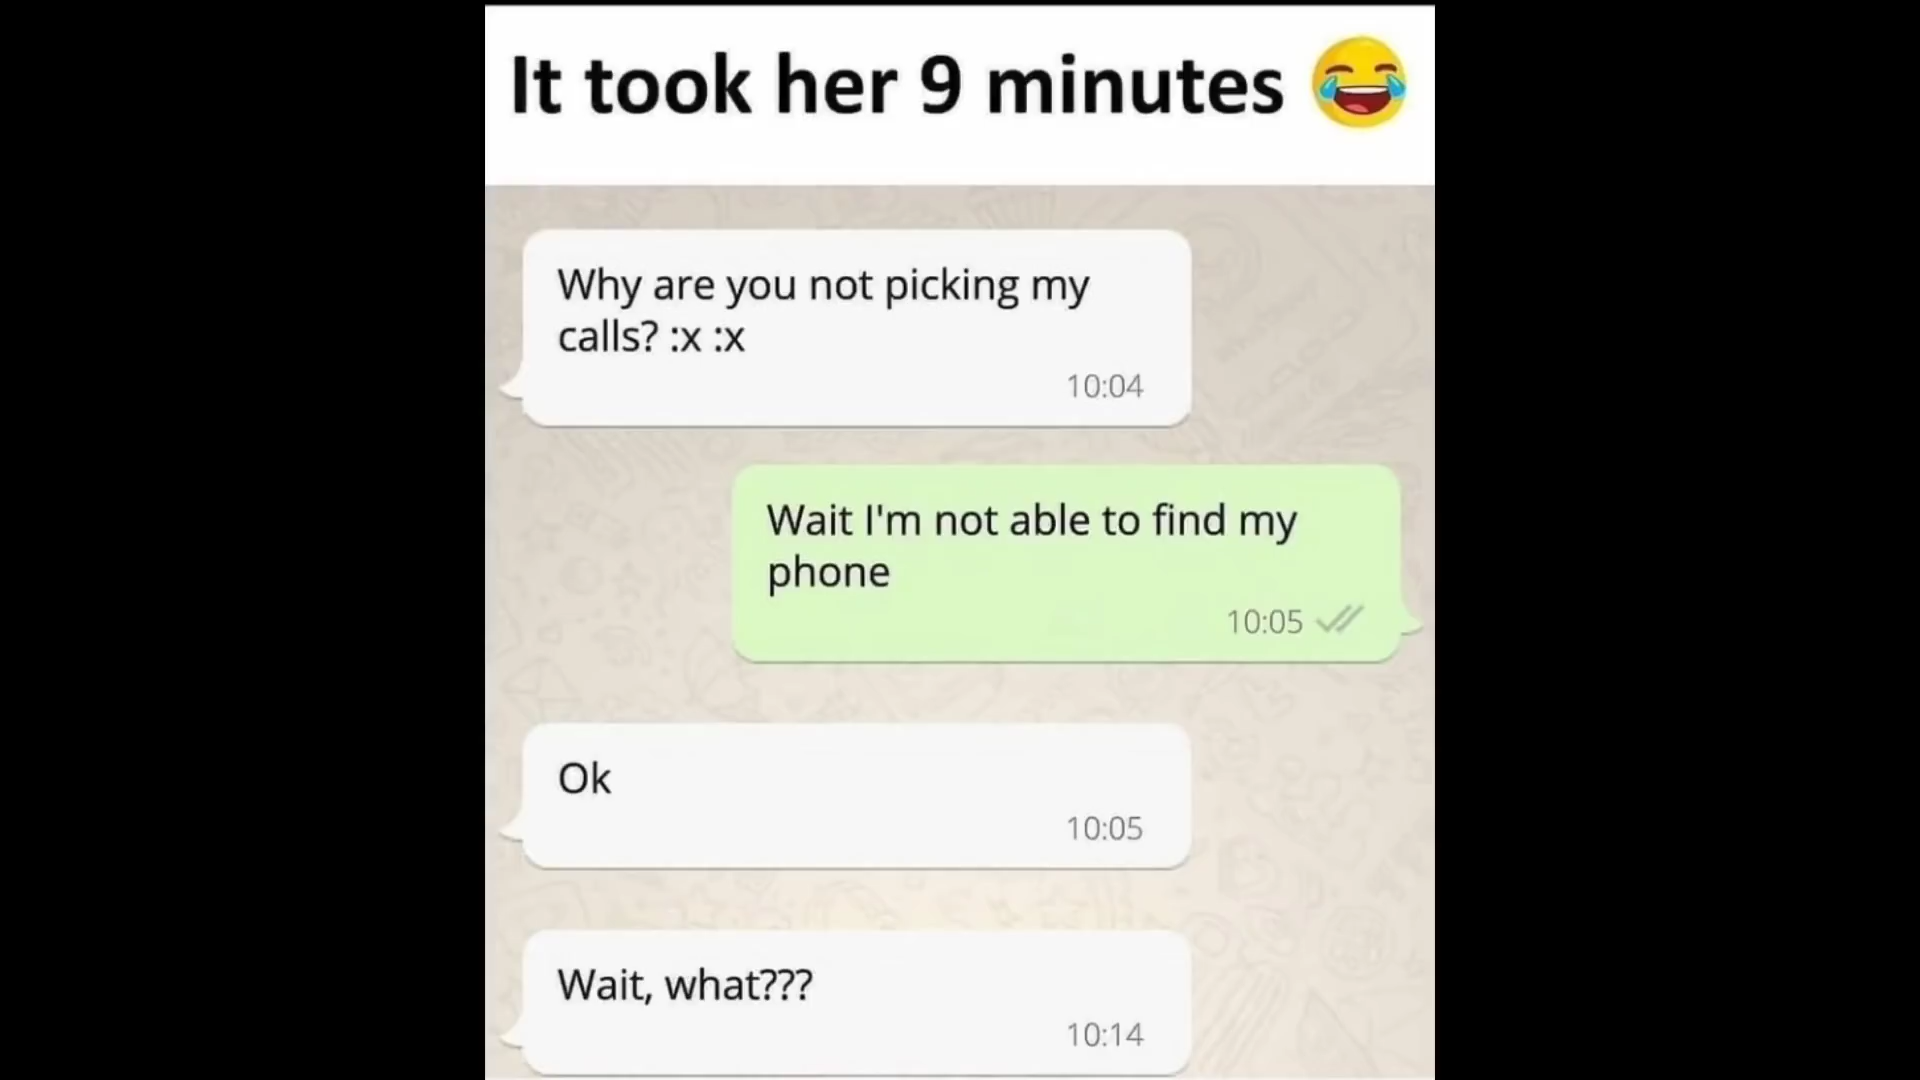 It took her 9 minutes 😂
Why are you not picking my
calls? :x :x
10:04
Wait I'm not able to find my
phone
10:05
Ok
10:05
Wait, what???
10:14